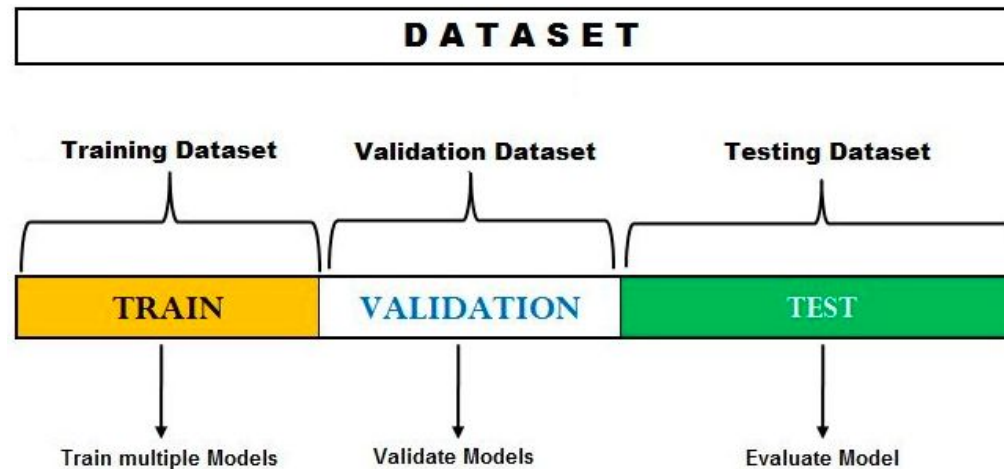 DATASET
Training Dataset Validation Dataset Testing Dataset
TRAIN VALIDATION TEST
Train multiple Models Validate Models Evaluate Model